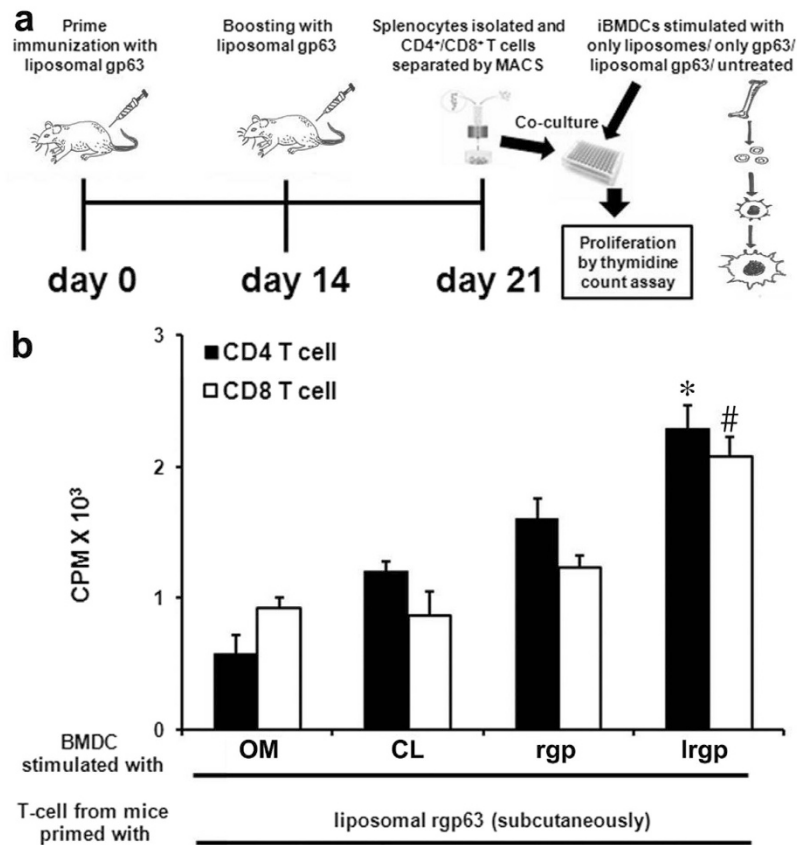 a
Prime
immunization with
liposomal gp63
Boosting with
liposomal gp63
Splenocytes isolated and
CD4⁺/CD8⁺ T cells
separated by MACS
iBMDCs stimulated with
only liposomes/ only gp63/
liposomal gp63/ untreated
Co-culture
day 0
day 14
day 21
Proliferation
by thymidine
count assay
b
CD4 T cell
CD8 T cell
CPM X 10³
3
2
1
0
*
#
BMDC
stimulated with
OM
CL
rgp
lrgp
T-cell from mice
primed with
liposomal rgp63 (subcutaneously)